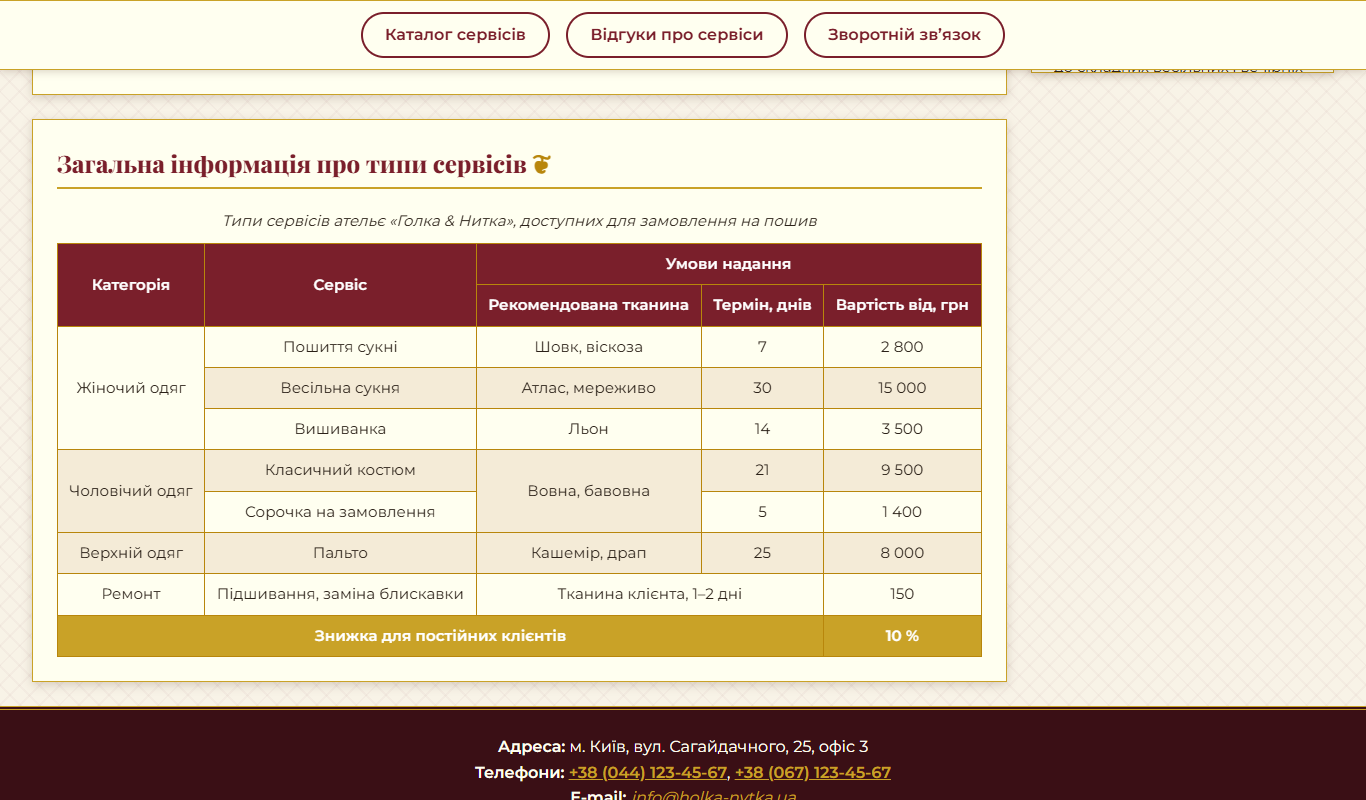 Каталог сервісів
Відгуки про сервіси
Зворотній зв’язок
Загальна інформація про типи сервісів ❦
Типи сервісів ательє «Голка & Нитка», доступних для замовлення на пошив
Категорія Сервіс Умови надання
Рекомендована тканина Термін, днів Вартість від, грн
Жіночий одяг Пошиття сукні Шовк, віскоза 7 2 800
Весільна сукня Атлас, мереживо 30 15 000
Вишиванка Льон 14 3 500
Чоловічий одяг Класичний костюм Вовна, бавовна 21 9 500
Сорочка на замовлення 5 1 400
Верхній одяг Пальто Кашемір, драп 25 8 000
Ремонт Підшивання, заміна блискавки Тканина клієнта, 1–2 дні 150
Знижка для постійних клієнтів 10 %
Адреса: м. Київ, вул. Сагайдачного, 25, офіс 3
Телефони: +38 (044) 123-45-67, +38 (067) 123-45-67
E-mail: info@holka-nytka.ua